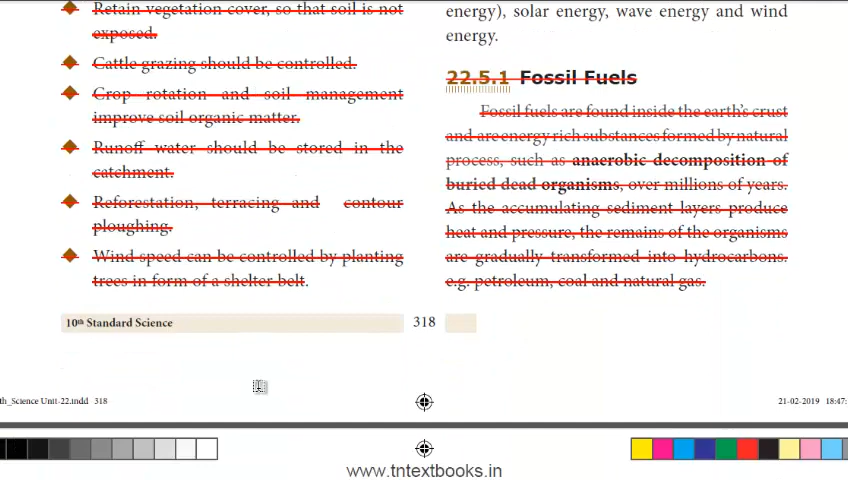 Retain vegetation cover, so that soil is not
exposed.
Cattle grazing should be controlled.
Crop rotation and soil management
improve soil organic matter.
Runoff water should be stored in the
catchment.
Reforestation, terracing and contour
ploughing.
Wind speed can be controlled by planting
trees in form of a shelter belt.
energy), solar energy, wave energy and wind
energy.
22.5.1 Fossil Fuels
Fossil fuels are found inside the earth's crust
and are energy rich substances formed by natural
process, such as anaerobic decomposition of
buried dead organisms, over millions of years.
As the accumulating sediment layers produce
heat and pressure, the remains of the organisms
are gradually transformed into hydrocarbons.
e.g. petroleum, coal and natural gas.
10th Standard Science
318
th_Science Unit-22.indd 318
21-02-2019 18:47:
www.tntextbooks.in